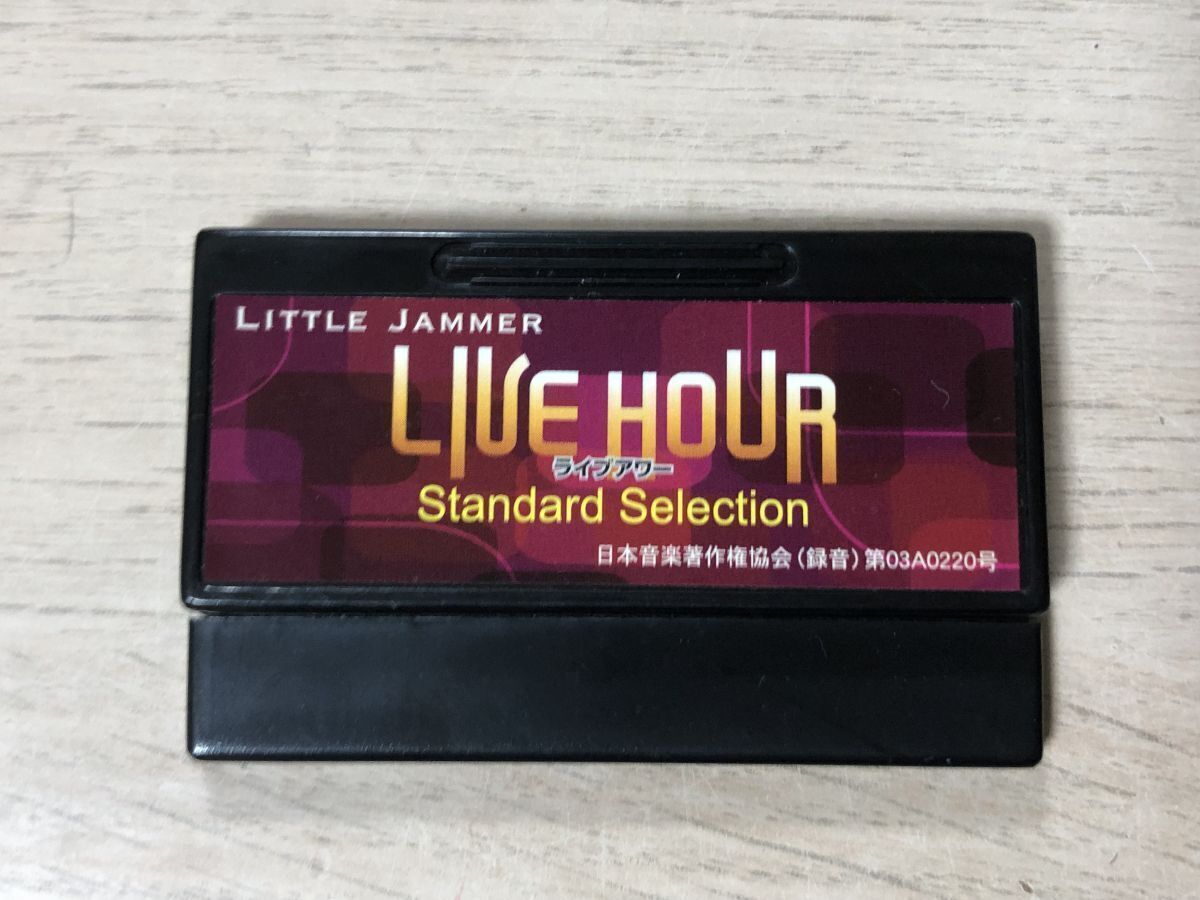 LITTLE JAMMER
LIVE HOUR
ライブアワー
Standard Selection
日本音楽著作権協会（録音）第03A0220号